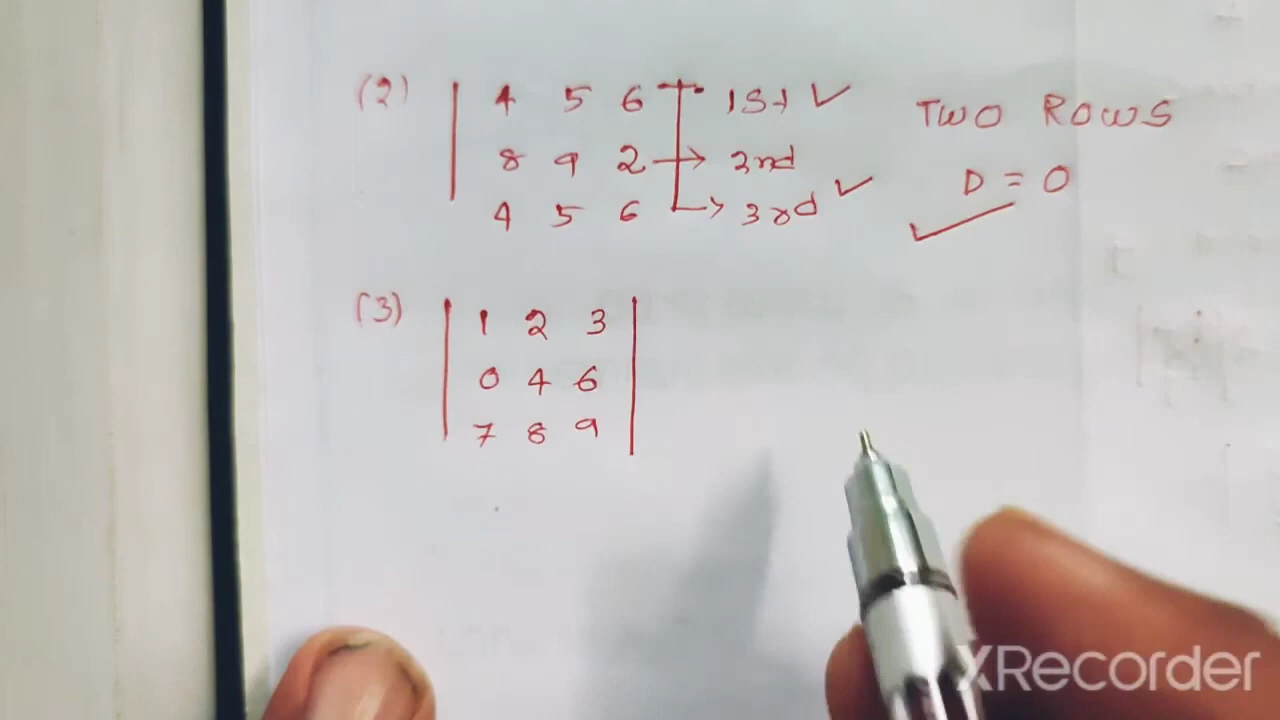 (2) | 4 5 6 | 1st ✓ TWO ROWS
8 9 2 → 2nd D = 0
4 5 6 → 3rd ✓ ✓
(3) | 1 2 3 |
0 4 6
7 8 9
XRecorder